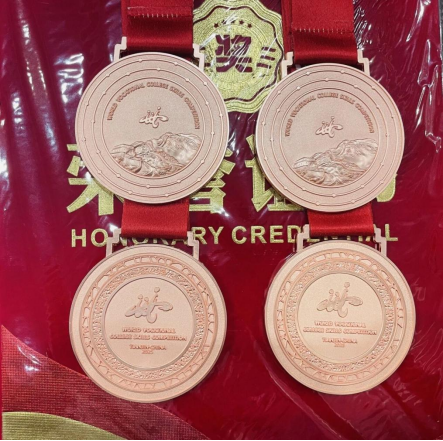 奖
WORLD VOCATIONAL COLLEGE SKILLS COMPETITION
WORLD VOCATIONAL COLLEGE SKILLS COMPETITION
荣誉证
HONORARY CREDENTIAL
WORLD VOCATIONAL
COLLEGE SKILLS COMPETITION
TIANJIN·CHINA
WORLD VOCATIONAL
COLLEGE SKILLS COMPETITION
TIANJIN·CHINA